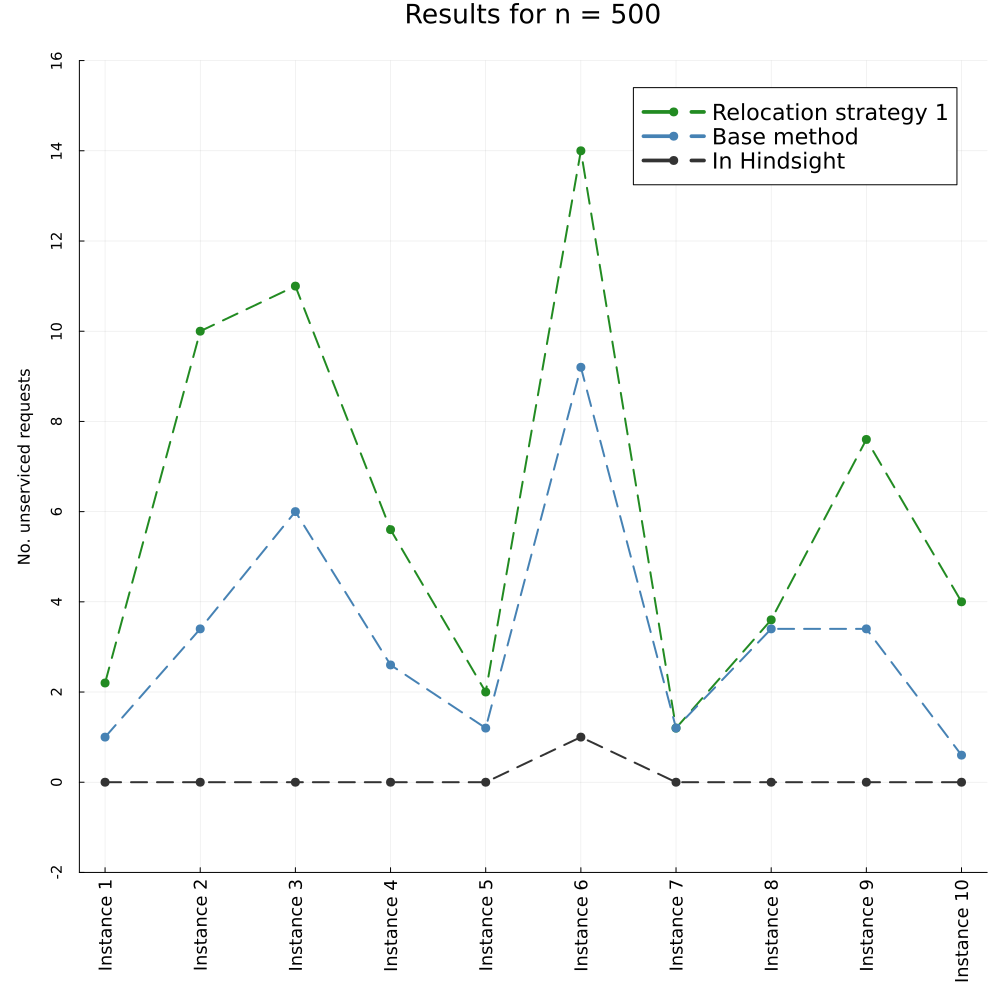 Results for n = 500
Relocation strategy 1
Base method
In Hindsight
No. unserviced requests
16
14
12
10
8
6
4
2
0
-2
Instance 1
Instance 2
Instance 3
Instance 4
Instance 5
Instance 6
Instance 7
Instance 8
Instance 9
Instance 10